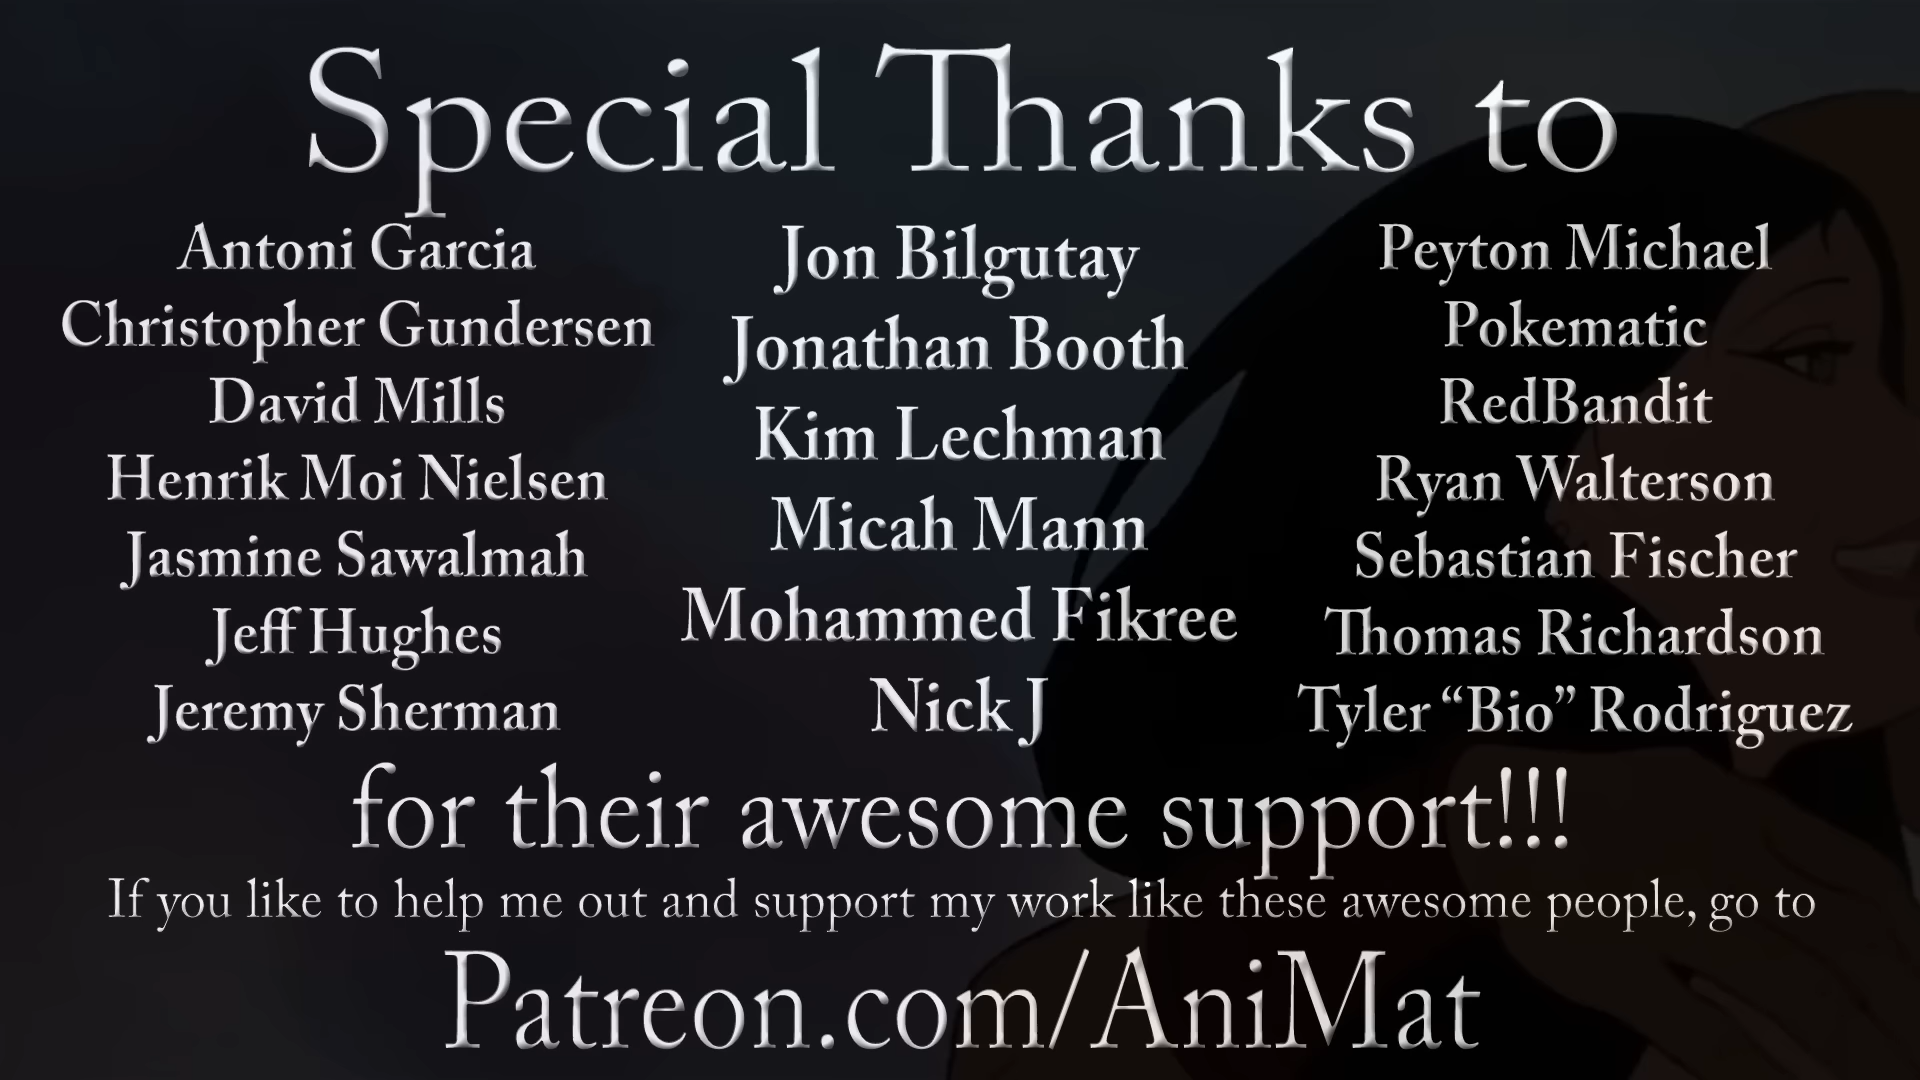 Special Thanks to
Antoni Garcia
Christopher Gundersen
David Mills
Henrik Moi Nielsen
Jasmine Sawalmah
Jeff Hughes
Jeremy Sherman
Jon Bilgutay
Jonathan Booth
Kim Lechman
Micah Mann
Mohammed Fikree
Nick J
Peyton Michael
Pokematic
RedBandit
Ryan Walterson
Sebastian Fischer
Thomas Richardson
Tyler “Bio” Rodriguez
for their awesome support!!!
If you like to help me out and support my work like these awesome people, go to
Patreon.com/AniMat